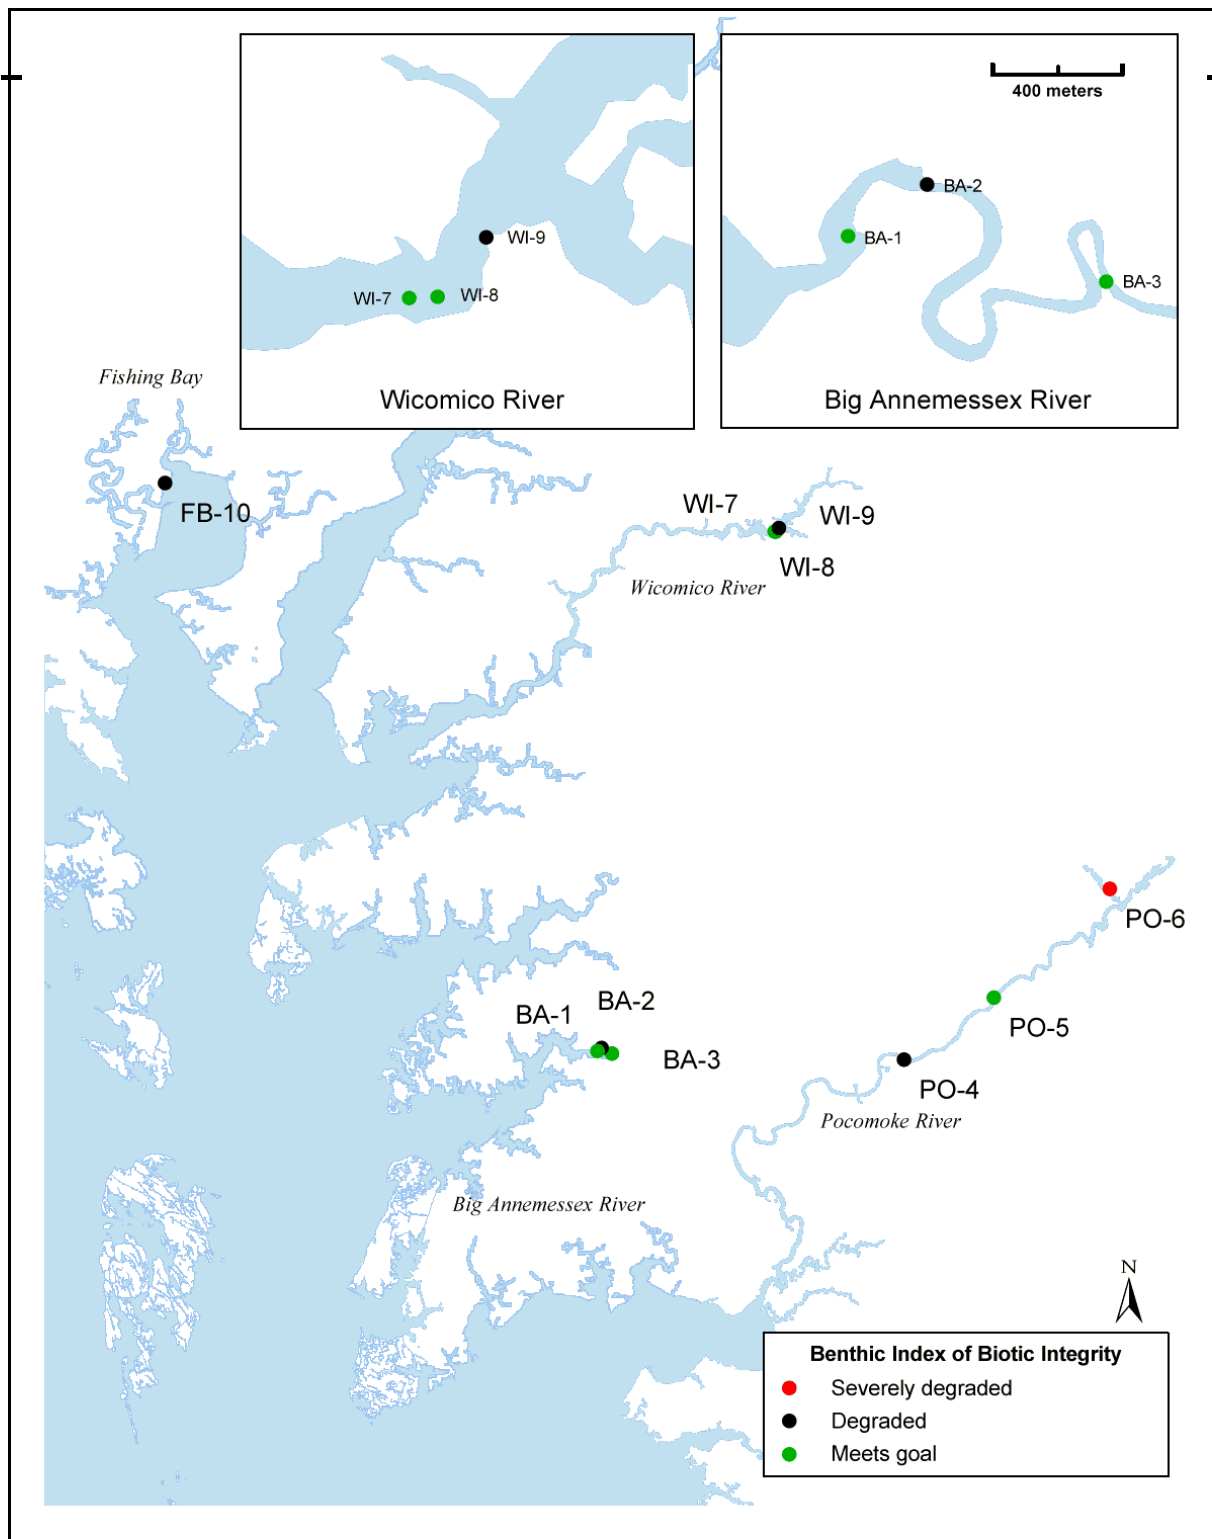 400 meters
BA-2
BA-1
BA-3
WI-9
WI-7
WI-8
Wicomico River
Big Annemessex River
Fishing Bay
FB-10
WI-7
WI-9
WI-8
Wicomico River
PO-6
PO-5
BA-2
BA-1
BA-3
PO-4
Pocomoke River
Big Annemessex River
N
Benthic Index of Biotic Integrity
Severely degraded
Degraded
Meets goal